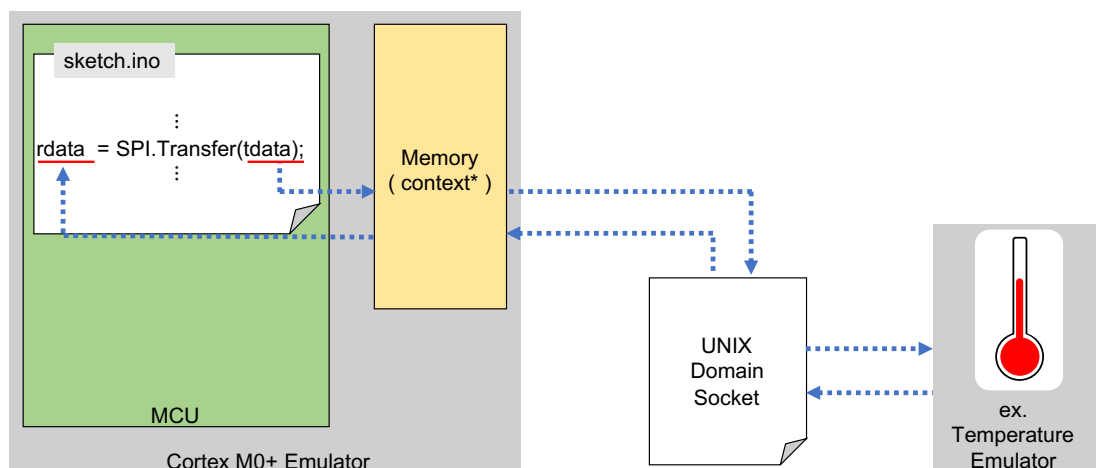 sketch.ino
⋮
rdata = SPI.Transfer(tdata);
⋮
MCU
Cortex M0+ Emulator
Memory
( context* )
UNIX
Domain
Socket
ex.
Temperature
Emulator